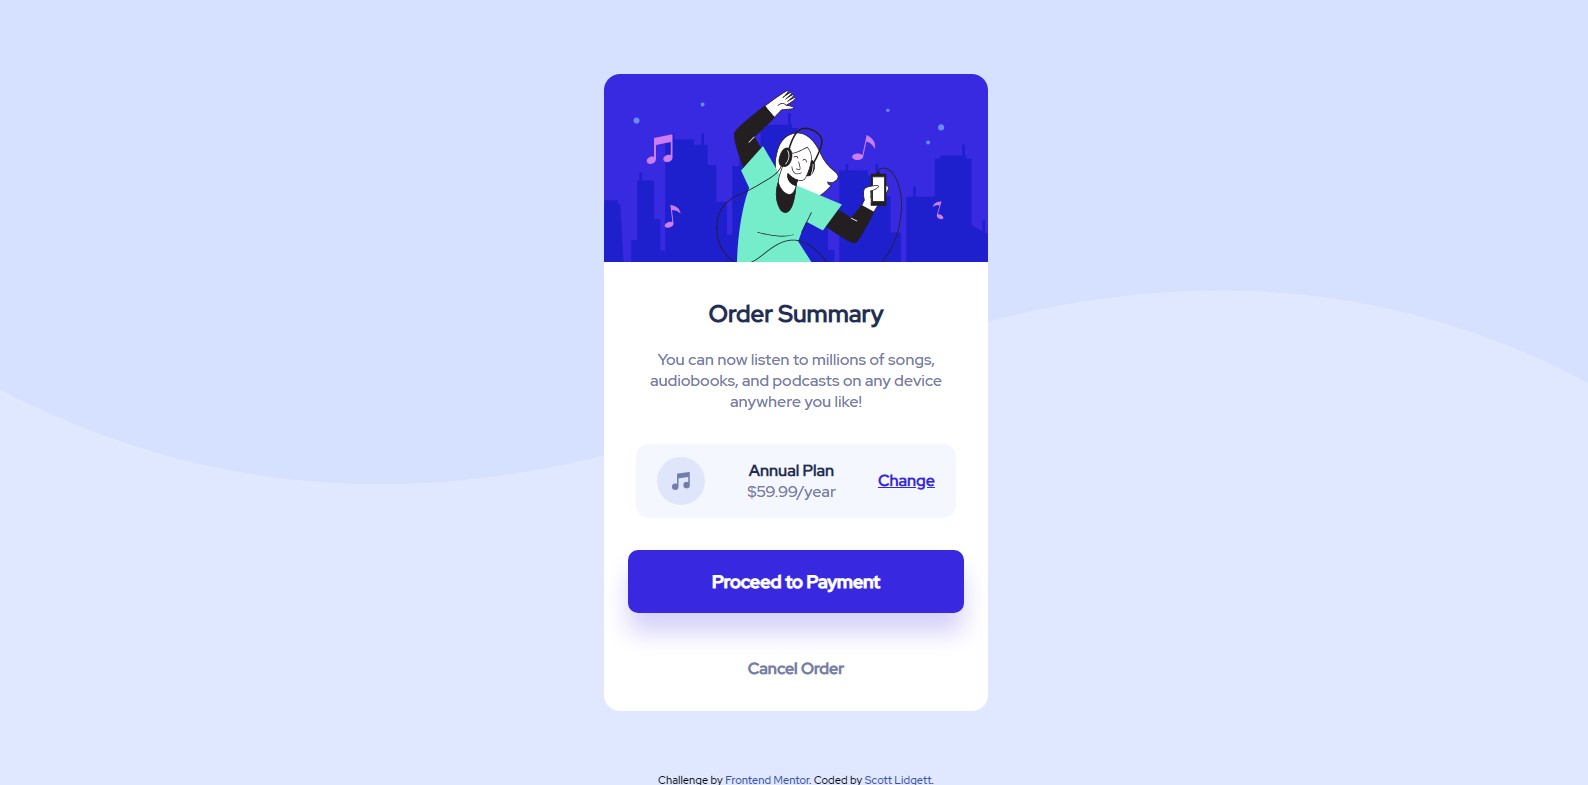 Order Summary
You can now listen to millions of songs,
audiobooks, and podcasts on any device
anywhere you like!
Annual Plan
$59.99/year
Change
Proceed to Payment
Cancel Order
Challenge by Frontend Mentor. Coded by Scott Lidgett.